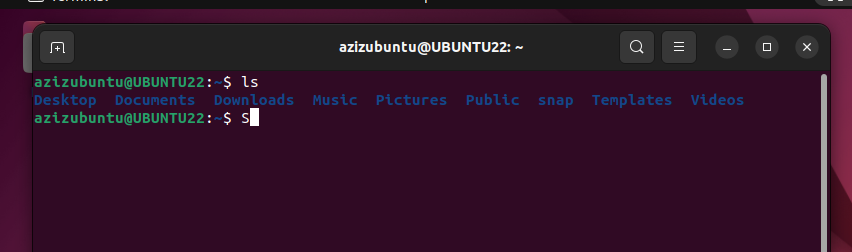 azizubuntu@UBUNTU22: ~
azizubuntu@UBUNTU22:~$ ls
Desktop  Documents  Downloads  Music  Pictures  Public  snap  Templates  Videos
azizubuntu@UBUNTU22:~$ S